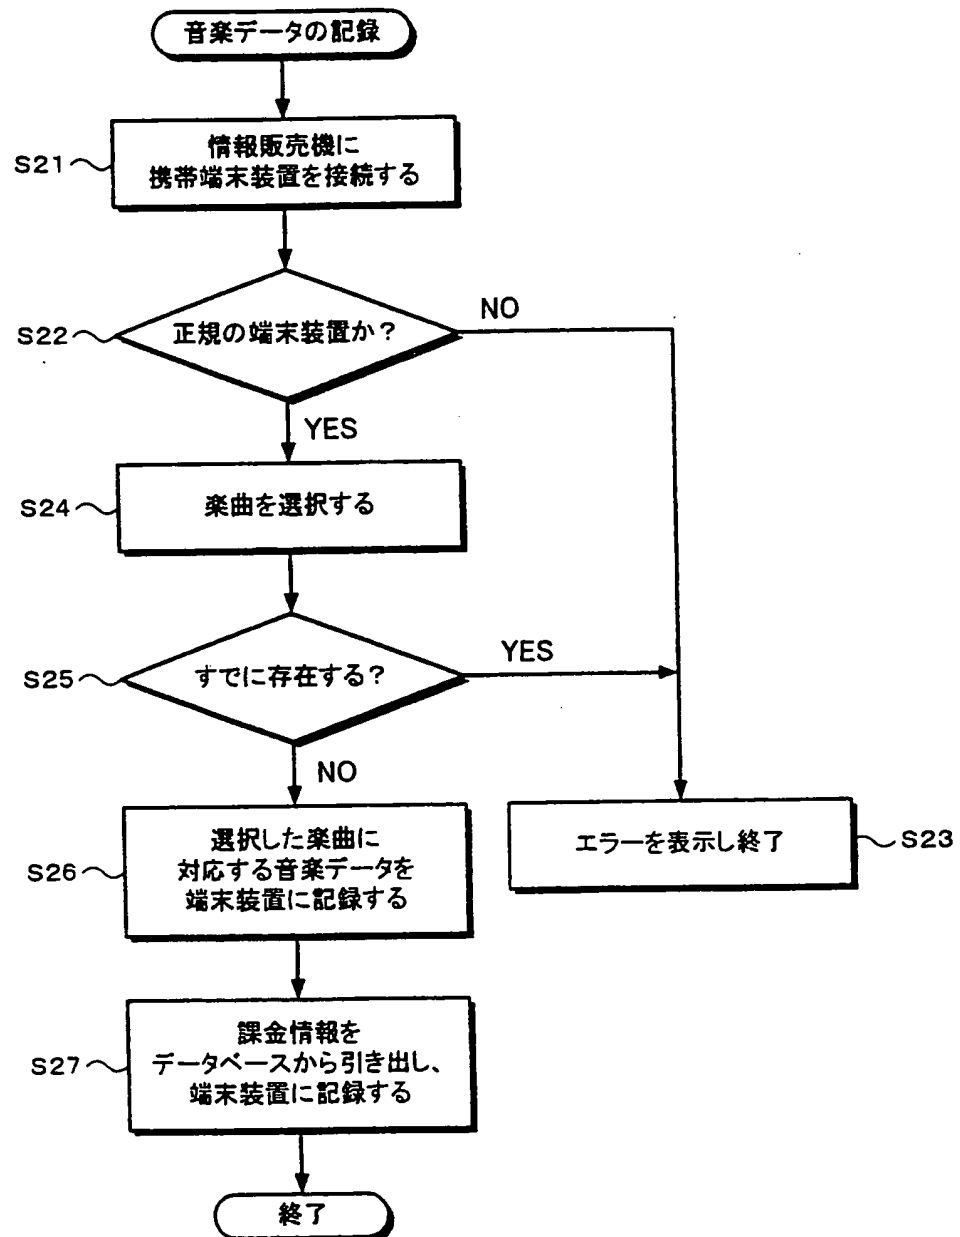 音楽データの記録
S21
情報販売機に
携帯端末装置を接続する
S22
正規の端末装置か？
NO
YES
S24
楽曲を選択する
S25
すでに存在する？
YES
NO
S26
選択した楽曲に
対応する音楽データを
端末装置に記録する
エラーを表示し終了
S23
S27
課金情報を
データベースから引き出し、
端末装置に記録する
終了